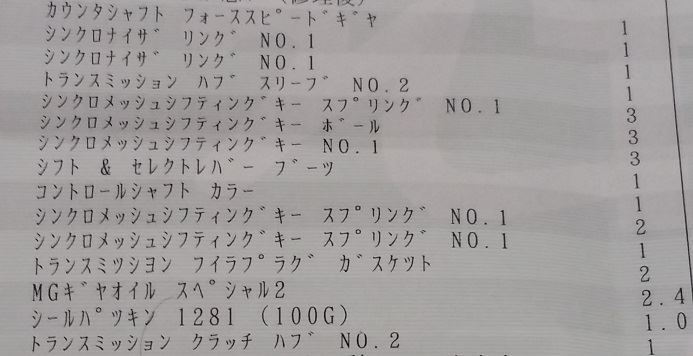 カウンタシャフト フォーススピードギヤ 1
シンクロナイザ リング NO.1 1
シンクロナイザ リング NO.1 1
トランスミッション ハブ スリーブ NO.2 1
シンクロメッシュシフティングキー スプリング NO.1 3
シンクロメッシュシフティングキー ボール 3
シンクロメッシュシフティングキー NO.1 3
シフト & セレクトレバー ブーツ 1
コントロールシャフト カラー 1
シンクロメッシュシフティングキー スプリング NO.1 2
シンクロメッシュシフティングキー スプリング NO.1 1
トランスミツシヨン フイラプラグ ガスケツト 2
MGギヤオイル スペシャル2 2.4
シールパツキン 1281 (100G) 1.0
トランスミッション クラッチ ハブ NO.2 1